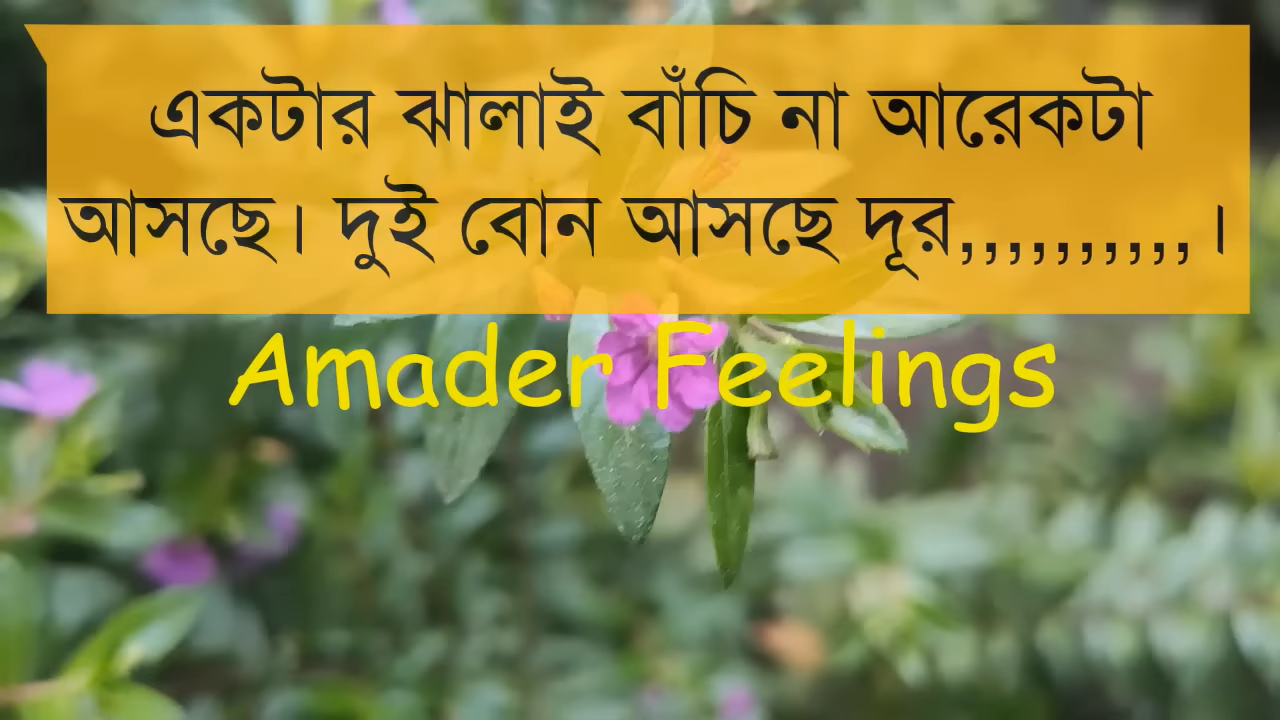 একটার ঝালাই বাঁচি না আরেকটা
আসছে। দুই বোন আসছে দূর,,,,,,,,,,।
Amader Feelings